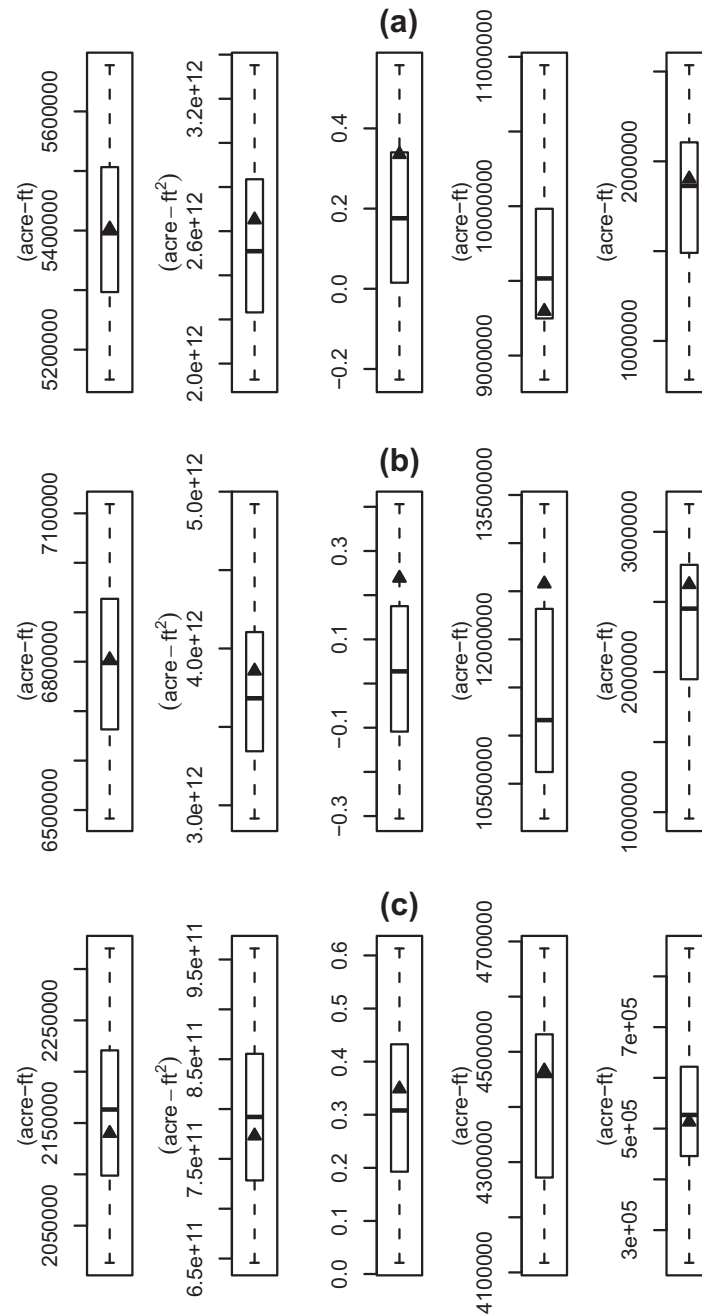 (a)
5200000 5400000 5600000
(acre−ft)
2.0e+12 2.6e+12 3.2e+12
(acre−ft²)
−0.2 0.0 0.2 0.4
9000000 10000000 11000000
(acre−ft)
1000000 2000000
(acre−ft)
(b)
6500000 6800000 7100000
(acre−ft)
3.0e+12 4.0e+12 5.0e+12
(acre−ft²)
−0.3 −0.1 0.1 0.3
10500000 12000000 13500000
(acre−ft)
1000000 2000000 3000000
(acre−ft)
(c)
2050000 2150000 2250000
(acre−ft)
6.5e+11 7.5e+11 8.5e+11 9.5e+11
(acre−ft²)
0.0 0.1 0.2 0.3 0.4 0.5 0.6
4100000 4300000 4500000 4700000
(acre−ft)
3e+05 5e+05 7e+05
(acre−ft)